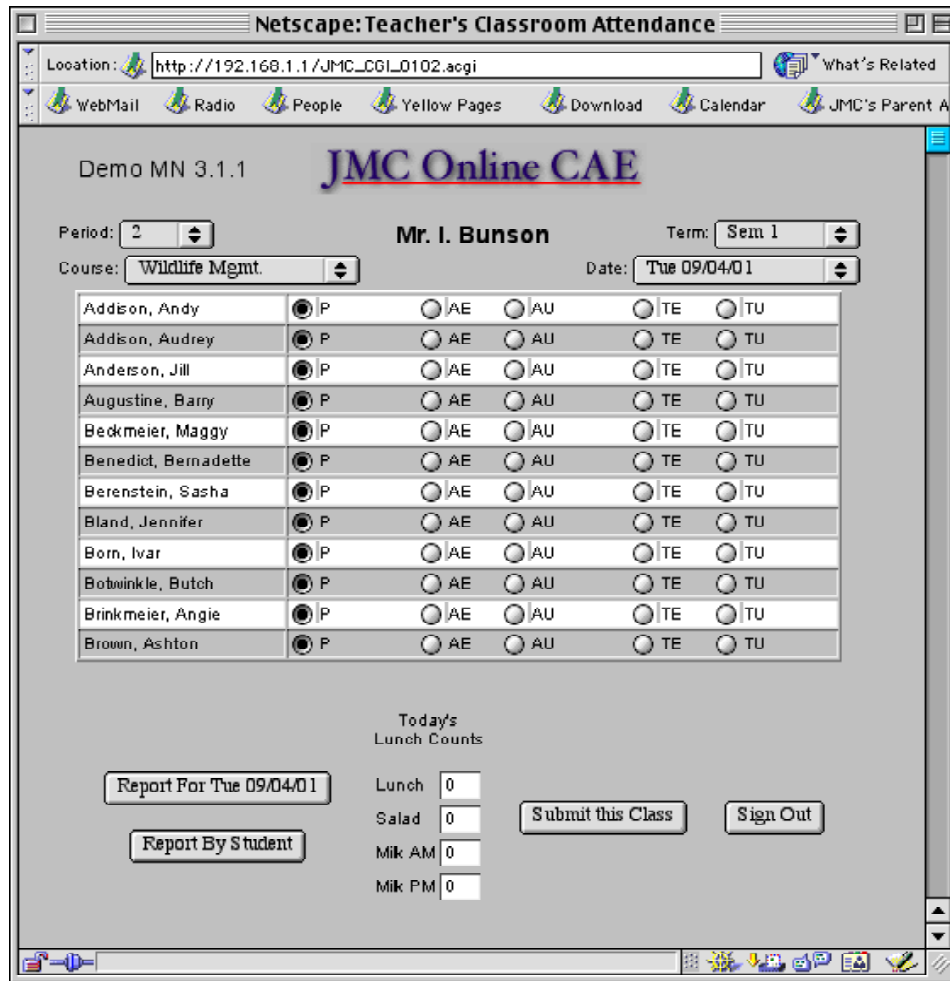 Netscape: Teacher's Classroom Attendance
Location: http://192.168.1.1/JMC_CGI_0102.acgi What's Related
WebMail Radio People Yellow Pages Download Calendar JMC's Parent A
Demo MN 3.1.1 JMC Online CAE
Period: 2 Mr. I. Bunson Term: Sem 1
Course: Wildlife Mgmt. Date: Tue 09/04/01
Addison, Andy P AE AU TE TU
Addison, Audrey P AE AU TE TU
Anderson, Jill P AE AU TE TU
Augustine, Barry P AE AU TE TU
Beckmeier, Maggy P AE AU TE TU
Benedict, Bernadette P AE AU TE TU
Berenstein, Sasha P AE AU TE TU
Bland, Jennifer P AE AU TE TU
Born, Ivar P AE AU TE TU
Botwinkle, Butch P AE AU TE TU
Brinkmeier, Angie P AE AU TE TU
Brown, Ashton P AE AU TE TU
Today's
Lunch Counts
Report For Tue 09/04/01 Lunch 0
Salad 0 Submit this Class Sign Out
Report By Student
Mik AM 0
Mik PM 0